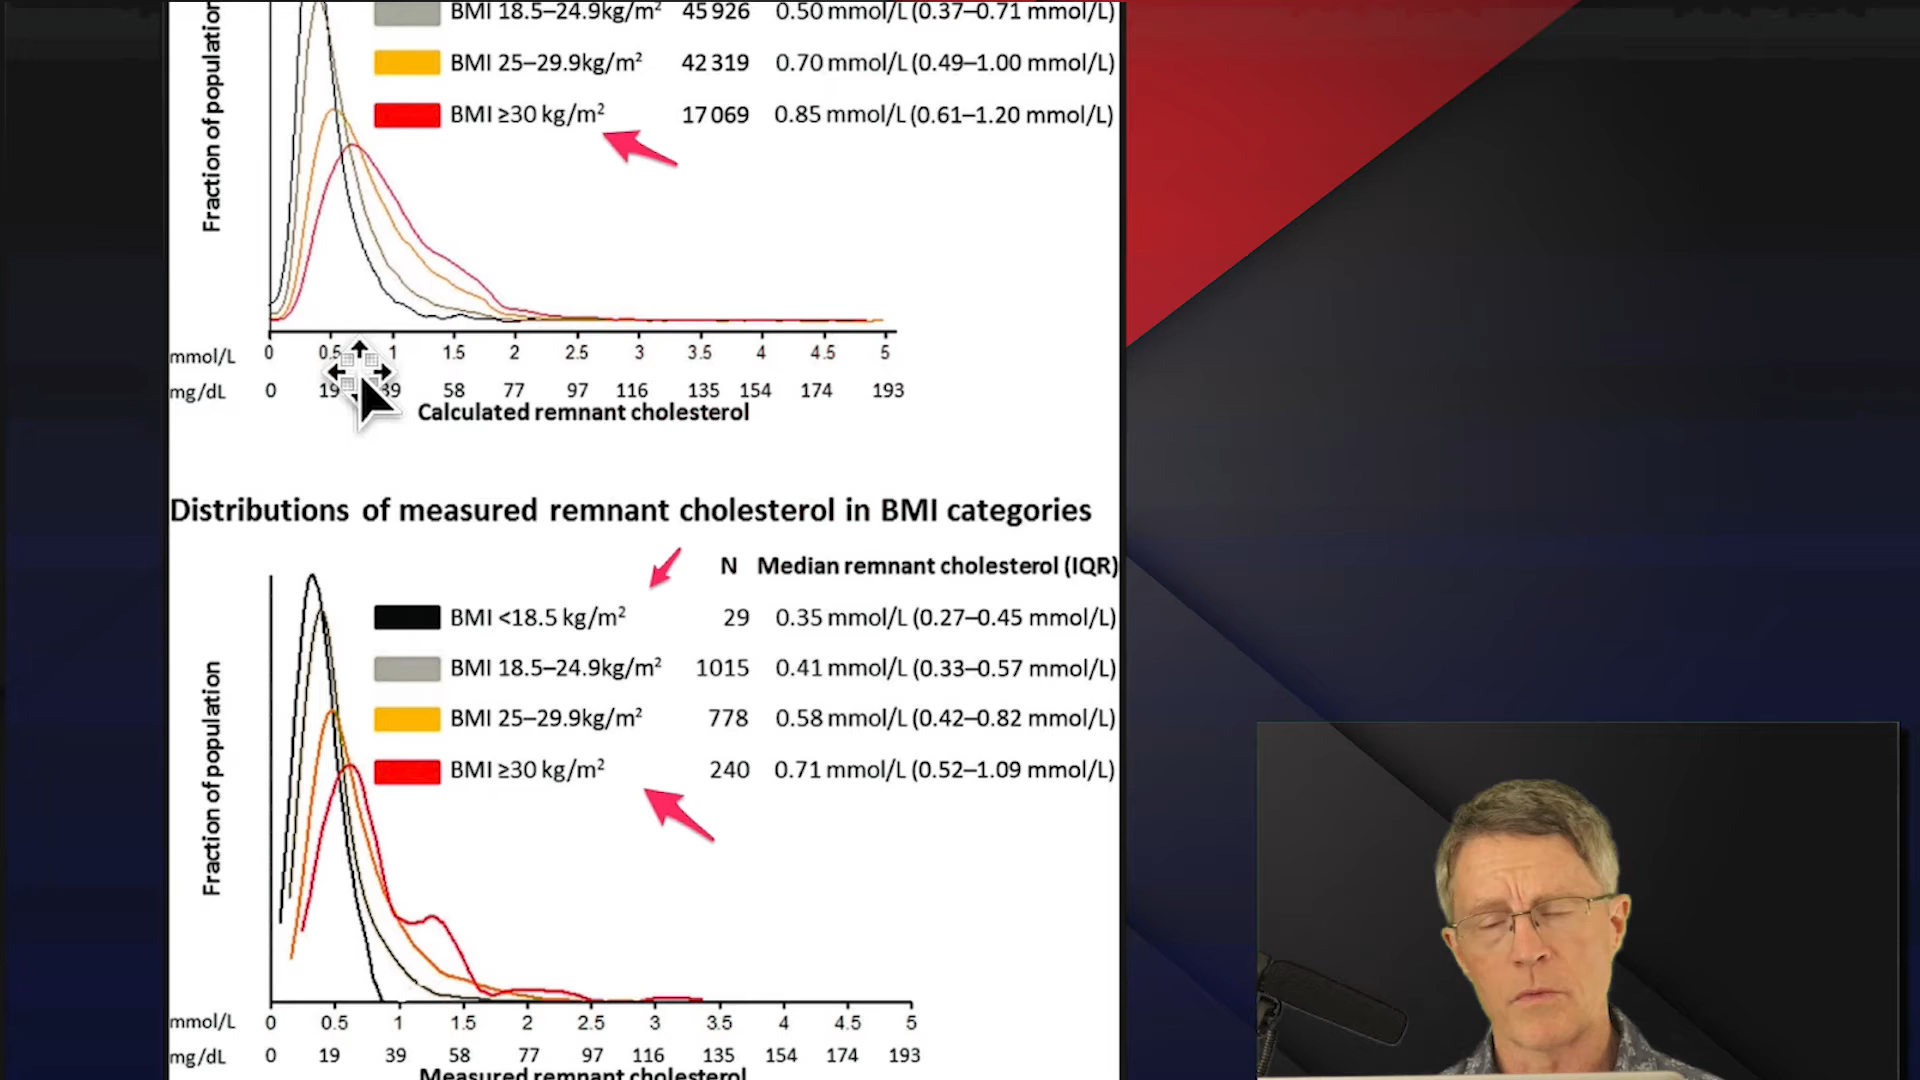 Fraction of population
BMI 18.5–24.9kg/m² 45 926 0.50 mmol/L (0.37–0.71 mmol/L)
BMI 25–29.9kg/m² 42 319 0.70 mmol/L (0.49–1.00 mmol/L)
BMI ≥30 kg/m² 17 069 0.85 mmol/L (0.61–1.20 mmol/L)
mmol/L 0 0.5 1 1.5 2 2.5 3 3.5 4 4.5 5
mg/dL 0 19 39 58 77 97 116 135 154 174 193
Calculated remnant cholesterol
Distributions of measured remnant cholesterol in BMI categories
N Median remnant cholesterol (IQR)
BMI <18.5 kg/m² 29 0.35 mmol/L (0.27–0.45 mmol/L)
BMI 18.5–24.9kg/m² 1015 0.41 mmol/L (0.33–0.57 mmol/L)
BMI 25–29.9kg/m² 778 0.58 mmol/L (0.42–0.82 mmol/L)
BMI ≥30 kg/m² 240 0.71 mmol/L (0.52–1.09 mmol/L)
Fraction of population
mmol/L 0 0.5 1 1.5 2 2.5 3 3.5 4 4.5 5
mg/dL 0 19 39 58 77 97 116 135 154 174 193
Measured remnant cholesterol